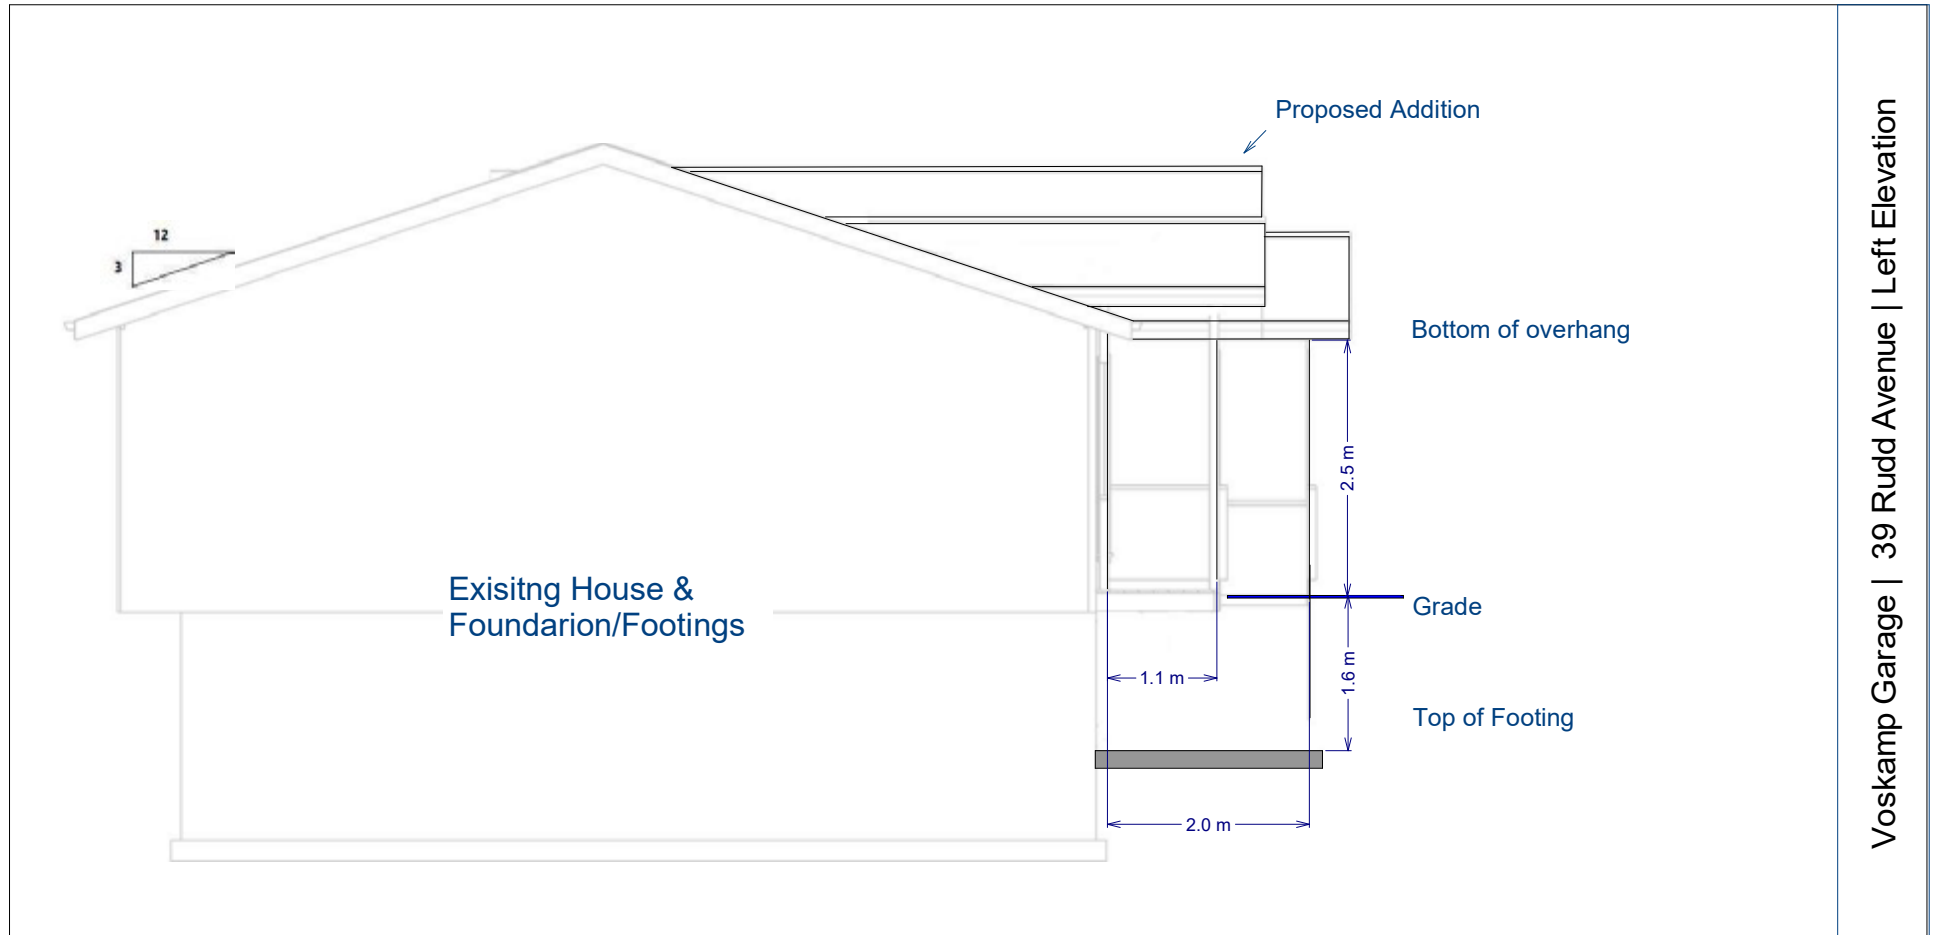 Proposed Addition
12
3
Bottom of overhang
2.5 m
Exisitng House &
Foundarion/Footings
Grade
1.6 m
1.1 m
Top of Footing
2.0 m
Voskamp Garage | 39 Rudd Avenue | Left Elevation